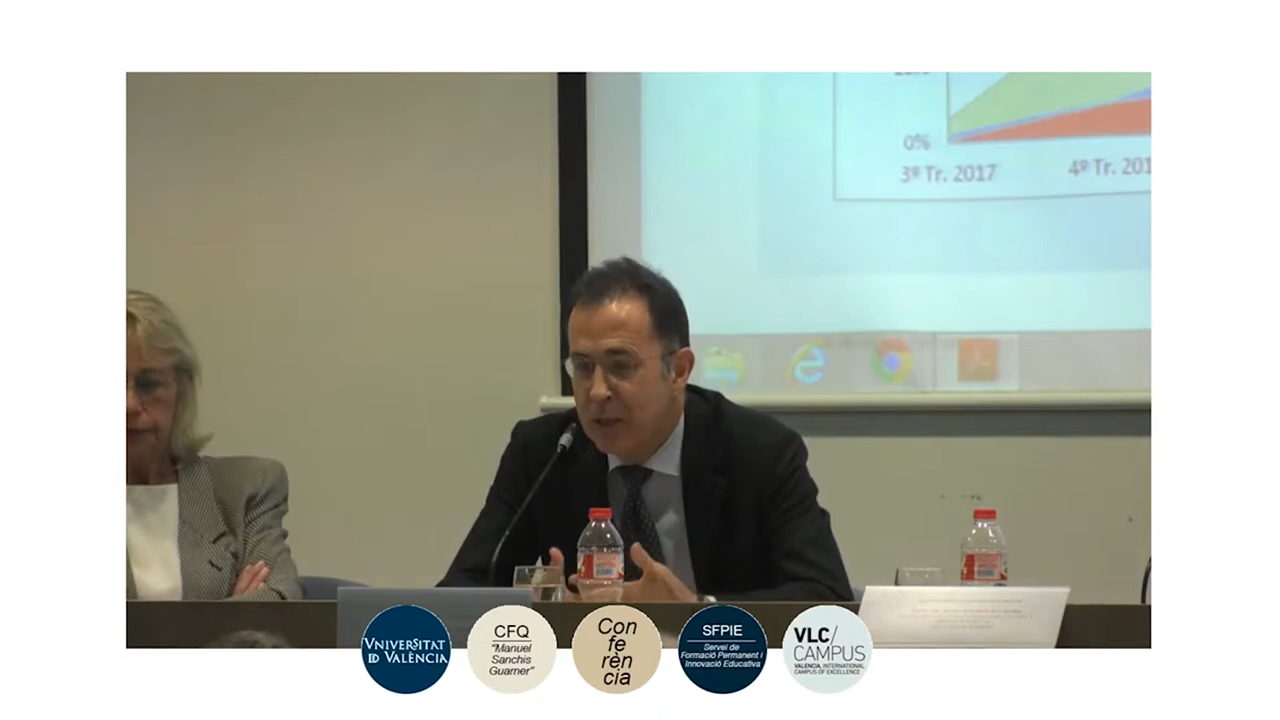 0%
3º Tr. 2017
4º Tr. 201
VNIVERSITAT
ID VALÈNCIA
CFQ
"Manuel
Sanchis
Guarner"
Con
fe
rèn
cia
SFPIE
Servei de
Formació Permanent i
Innovació Educativa
VLC/
CAMPUS
VALENCIA, INTERNATIONAL
CAMPUS OF EXCELLENCE